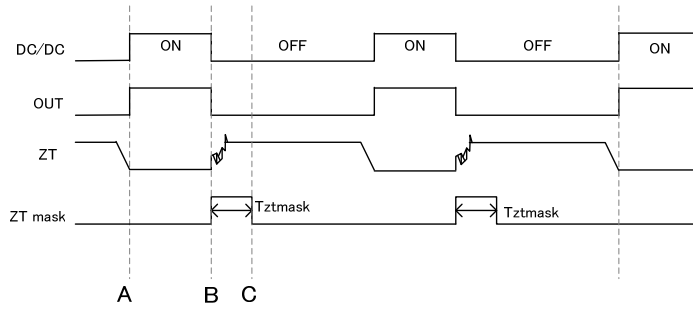 DC/DC ON OFF ON OFF ON
OUT
ZT
ZT mask Tztmask Tztmask
A B C